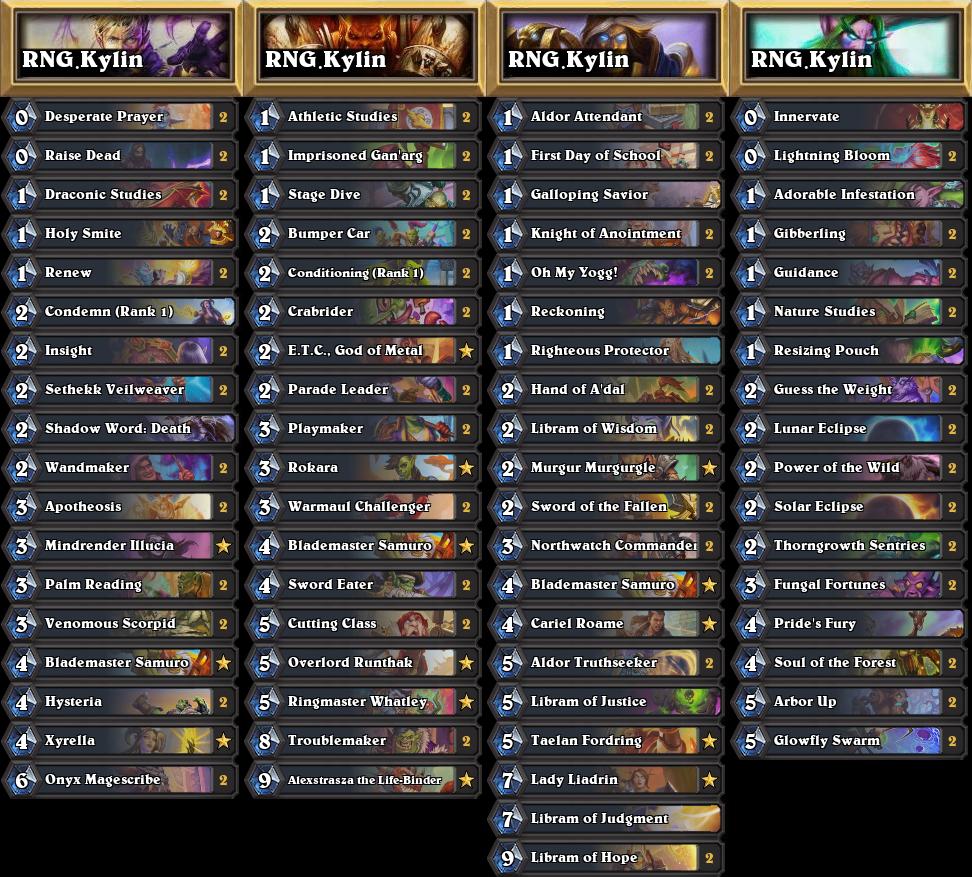 RNG.Kylin
0 Desperate Prayer 2
0 Raise Dead 2
1 Draconic Studies 2
1 Holy Smite
1 Renew 2
2 Condemn (Rank 1)
2 Insight 2
2 Sethekk Veilweaver 2
2 Shadow Word: Death
2 Wandmaker 2
3 Apotheosis 2
3 Mindrender Illucia
3 Palm Reading 2
3 Venomous Scorpid 2
4 Blademaster Samuro
4 Hysteria 2
4 Xyrella
6 Onyx Magescribe 2
RNG.Kylin
1 Athletic Studies 2
1 Imprisoned Gan'arg 2
1 Stage Dive 2
2 Bumper Car 2
2 Conditioning (Rank 1) 2
2 Crabrider 2
2 E.T.C., God of Metal
2 Parade Leader 2
3 Playmaker 2
3 Rokara
3 Warmaul Challenger 2
4 Blademaster Samuro
4 Sword Eater 2
5 Cutting Class 2
5 Overlord Runthak
5 Ringmaster Whatley
8 Troublemaker 2
9 Alexstrasza the Life-Binder
RNG.Kylin
1 Aldor Attendant 2
1 First Day of School 2
1 Galloping Savior
1 Knight of Anointment 2
1 Oh My Yogg! 2
1 Reckoning
1 Righteous Protector
2 Hand of A'dal 2
2 Libram of Wisdom 2
2 Murgur Murgurgle
2 Sword of the Fallen 2
3 Northwatch Commander 2
4 Blademaster Samuro
4 Cariel Roame
5 Aldor Truthseeker 2
5 Libram of Justice
5 Taelan Fordring
7 Lady Liadrin
7 Libram of Judgment
9 Libram of Hope 2
RNG.Kylin
0 Innervate
0 Lightning Bloom 2
1 Adorable Infestation
1 Gibberling 2
1 Guidance 2
1 Nature Studies 2
1 Resizing Pouch
2 Guess the Weight 2
2 Lunar Eclipse 2
2 Power of the Wild 2
2 Solar Eclipse 2
2 Thorngrowth Sentries 2
3 Fungal Fortunes 2
4 Pride's Fury
4 Soul of the Forest 2
5 Arbor Up 2
5 Glowfly Swarm 2